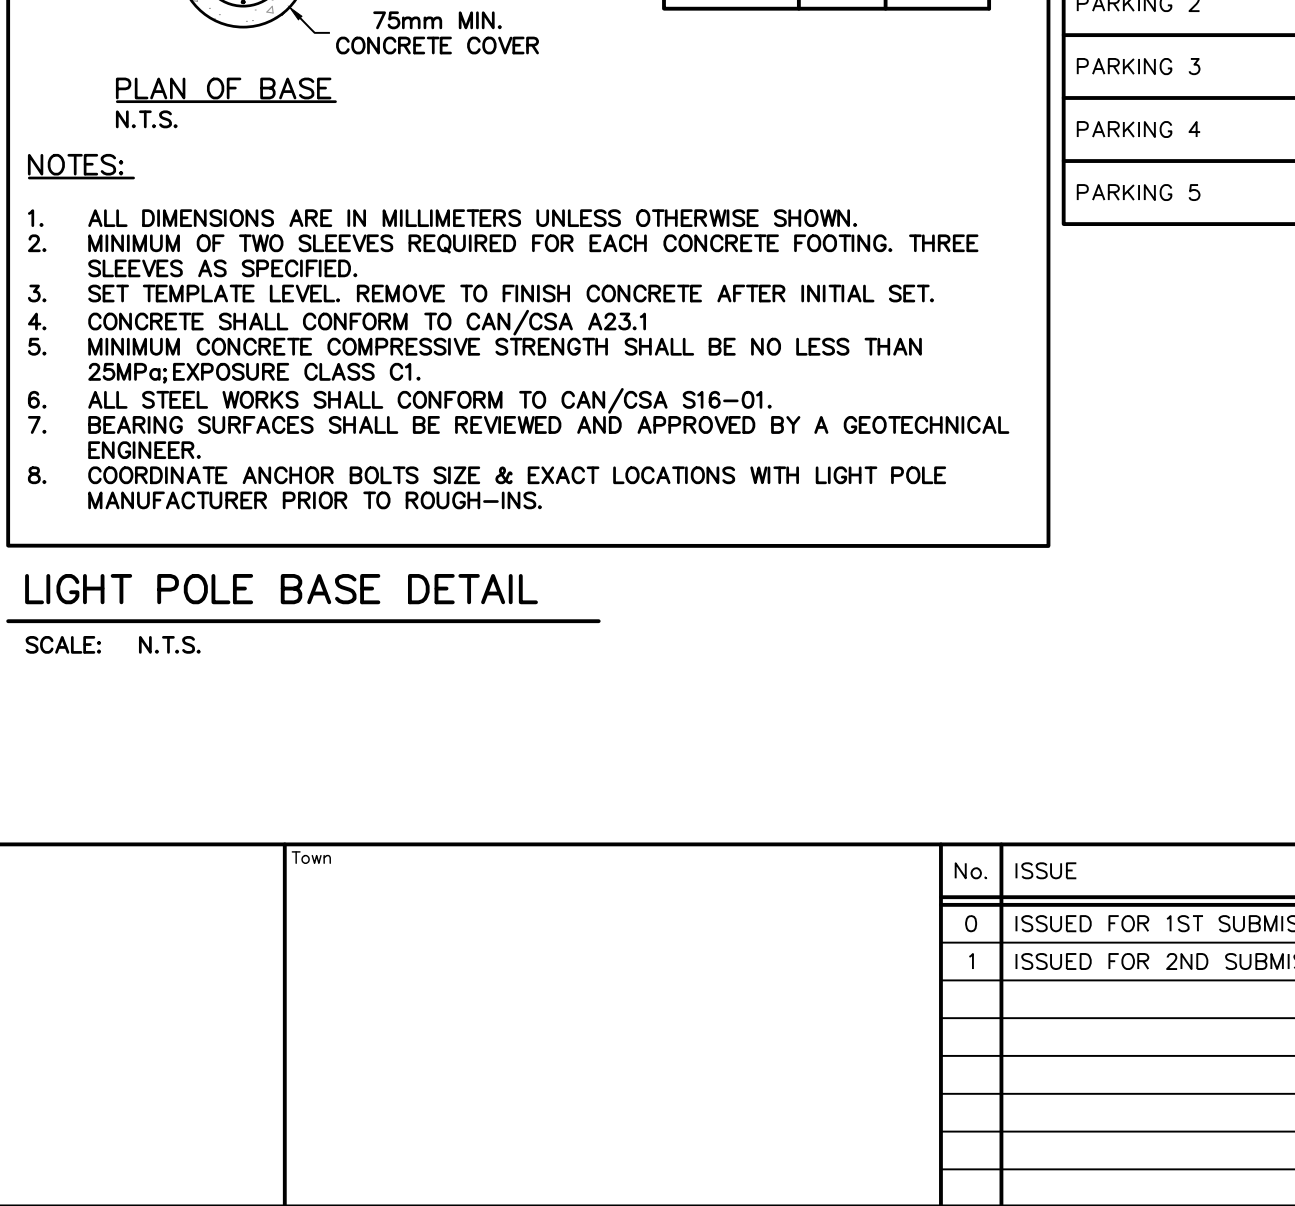 75mm MIN.
CONCRETE COVER
PLAN OF BASE
N.T.S.
NOTES:
1. ALL DIMENSIONS ARE IN MILLIMETERS UNLESS OTHERWISE SHOWN.
2. MINIMUM OF TWO SLEEVES REQUIRED FOR EACH CONCRETE FOOTING. THREE
SLEEVES AS SPECIFIED.
3. SET TEMPLATE LEVEL. REMOVE TO FINISH CONCRETE AFTER INITIAL SET.
4. CONCRETE SHALL CONFORM TO CAN/CSA A23.1
5. MINIMUM CONCRETE COMPRESSIVE STRENGTH SHALL BE NO LESS THAN
25MPa;EXPOSURE CLASS C1.
6. ALL STEEL WORKS SHALL CONFORM TO CAN/CSA S16-01.
7. BEARING SURFACES SHALL BE REVIEWED AND APPROVED BY A GEOTECHNICAL
ENGINEER.
8. COORDINATE ANCHOR BOLTS SIZE & EXACT LOCATIONS WITH LIGHT POLE
MANUFACTURER PRIOR TO ROUGH-INS.
LIGHT POLE BASE DETAIL
SCALE: N.T.S.
PARKING 2
PARKING 3
PARKING 4
PARKING 5
Town
No. ISSUE
0 ISSUED FOR 1ST SUBMIS
1 ISSUED FOR 2ND SUBMIS